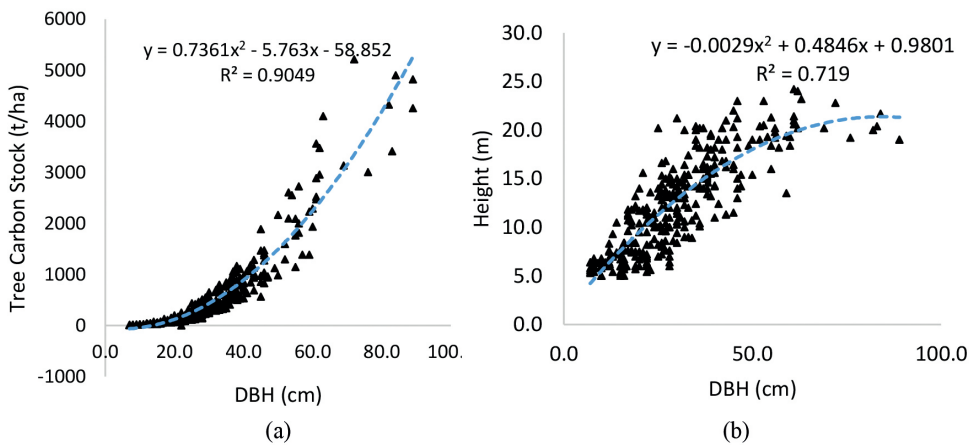 6000
5000
4000
3000
2000
1000
0
-1000
Tree Carbon Stock (t/ha)
y = 0.7361x² - 5.763x - 58.852
R² = 0.9049
0.0 20.0 40.0 60.0 80.0 100.
DBH (cm)
(a)
30.0
25.0
20.0
15.0
10.0
5.0
0.0
Height (m)
y = -0.0029x² + 0.4846x + 0.9801
R² = 0.719
0.0 50.0 100.0
DBH (cm)
(b)